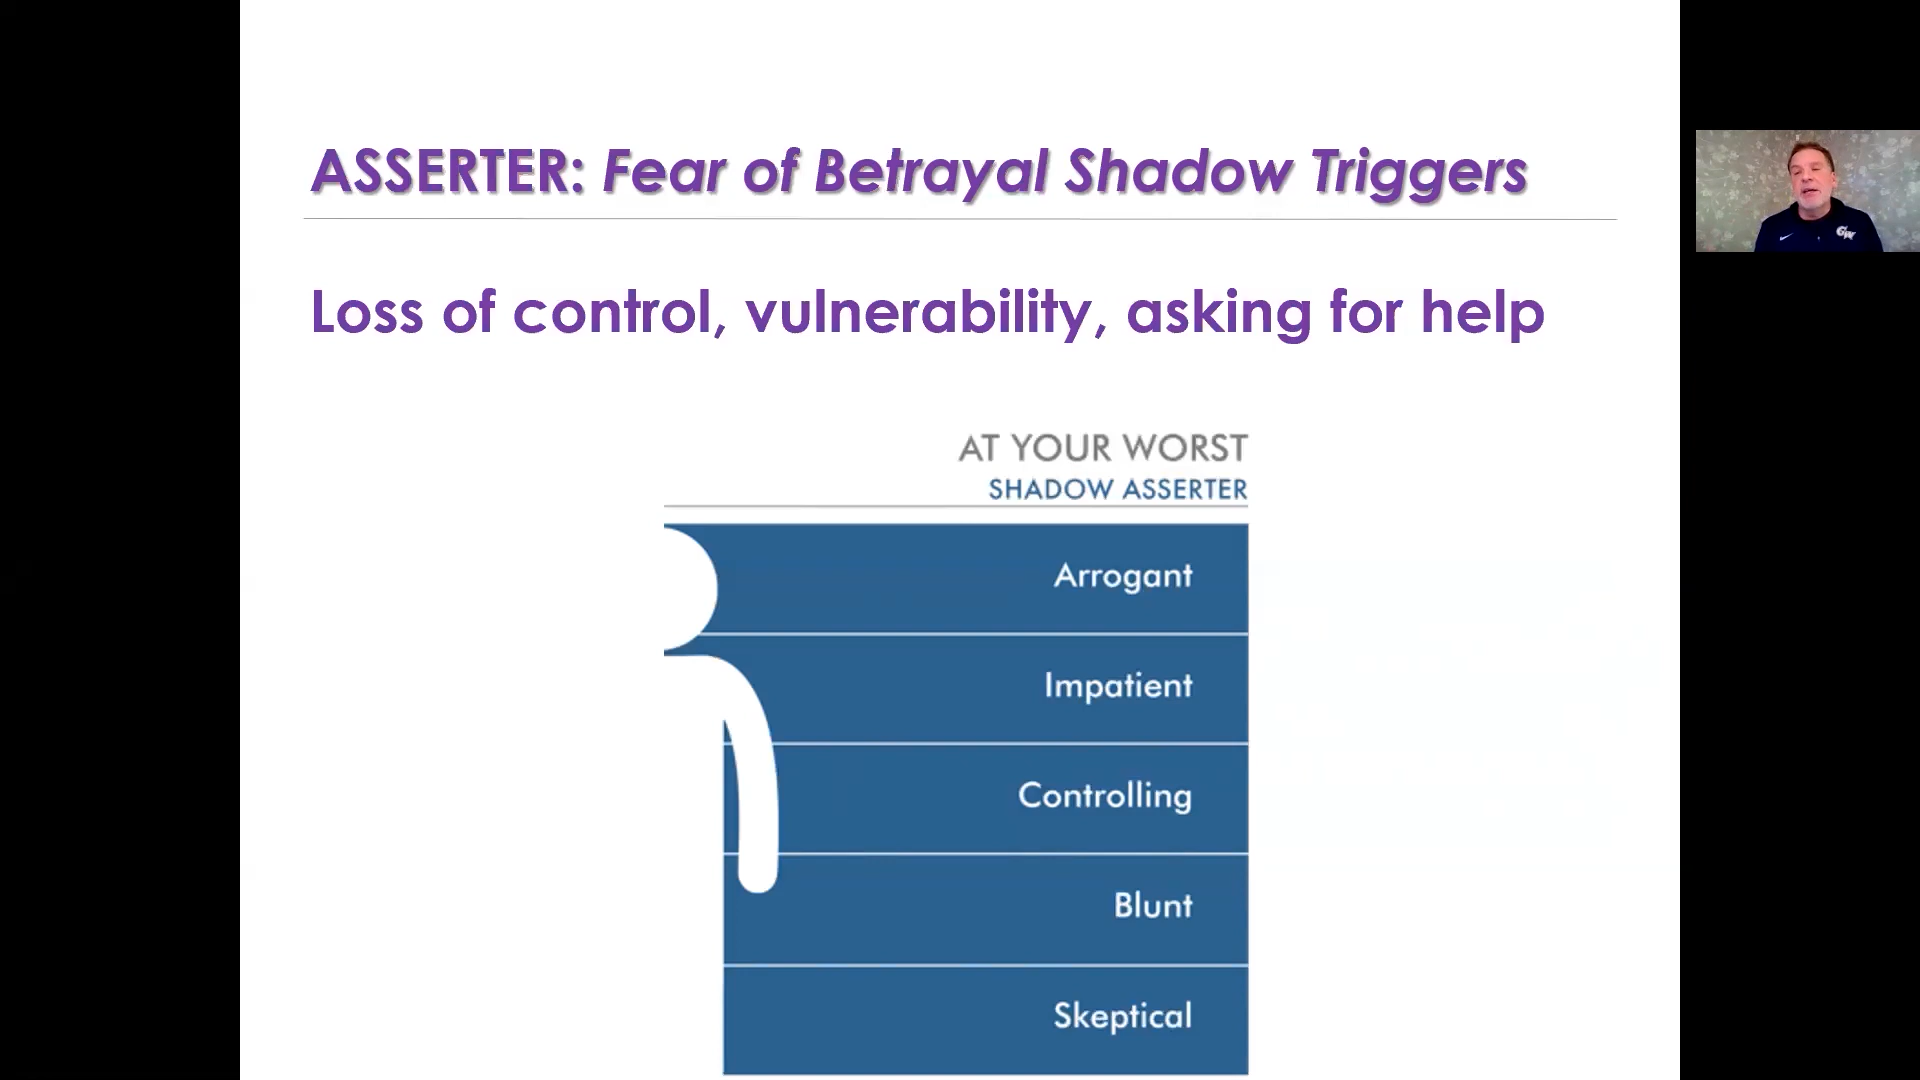 ASSERTER: Fear of Betrayal Shadow Triggers
Loss of control, vulnerability, asking for help
AT YOUR WORST
SHADOW ASSERTER
Arrogant
Impatient
Controlling
Blunt
Skeptical
GW